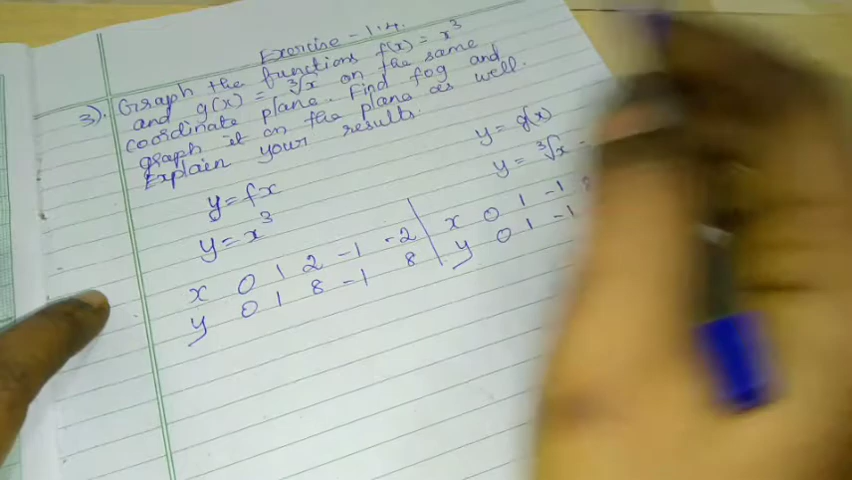 Exercise - 1.4.
3). Graph the functions f(x) = x³
and g(x) = ∛x on the same
coordinate plane. Find fog and
graph it on the plane as well.
Explain your results.
y = fx
y = x³
x 0 1 2 -1 -2
y 0 1 8 -1 8
y = g(x)
y = ∛x
x 0 1 -1 8
y 0 1 -1